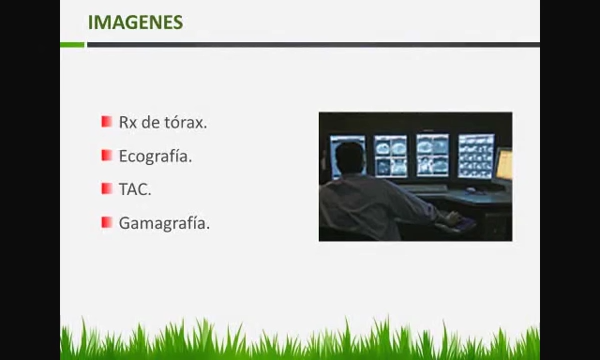 IMAGENES
Rx de tórax.
Ecografía.
TAC.
Gamagrafía.